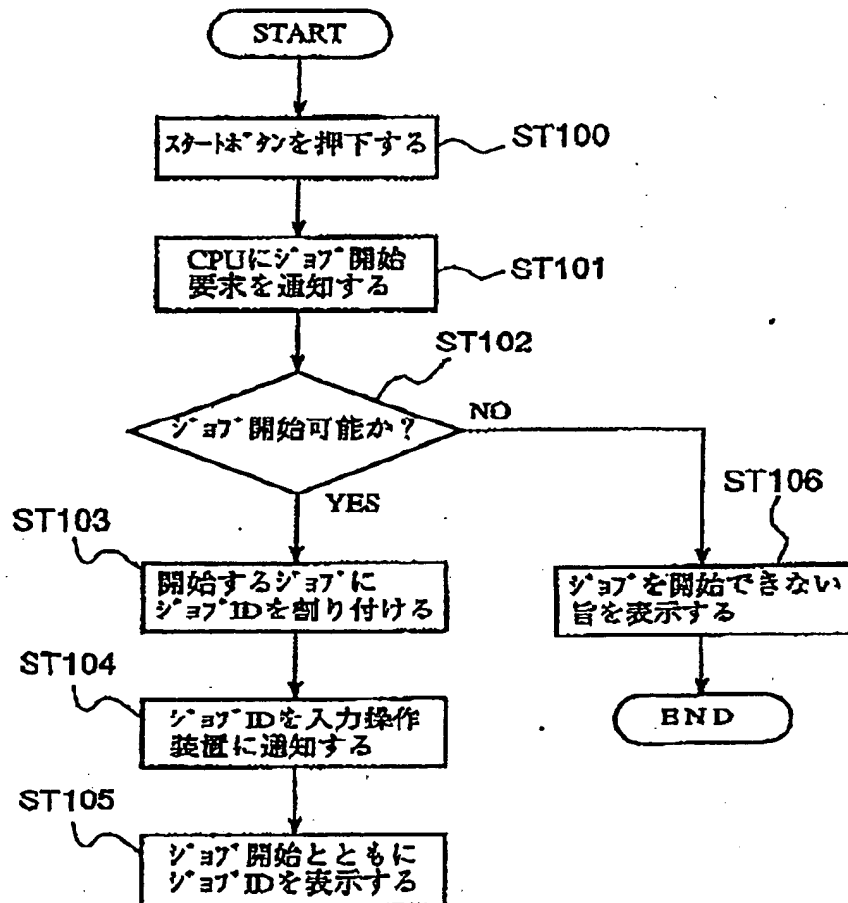 START
スタートボタンを押下する
ST100
CPUにジョブ開始
要求を通知する
ST101
ST102
ジョブ開始可能か?
NO
YES
ST103
開始するジョブに
ジョブIDを割り付ける
ST106
ジョブを開始できない
旨を表示する
ST104
ジョブIDを入力操作
装置に通知する
END
ST105
ジョブ開始とともに
ジョブIDを表示する